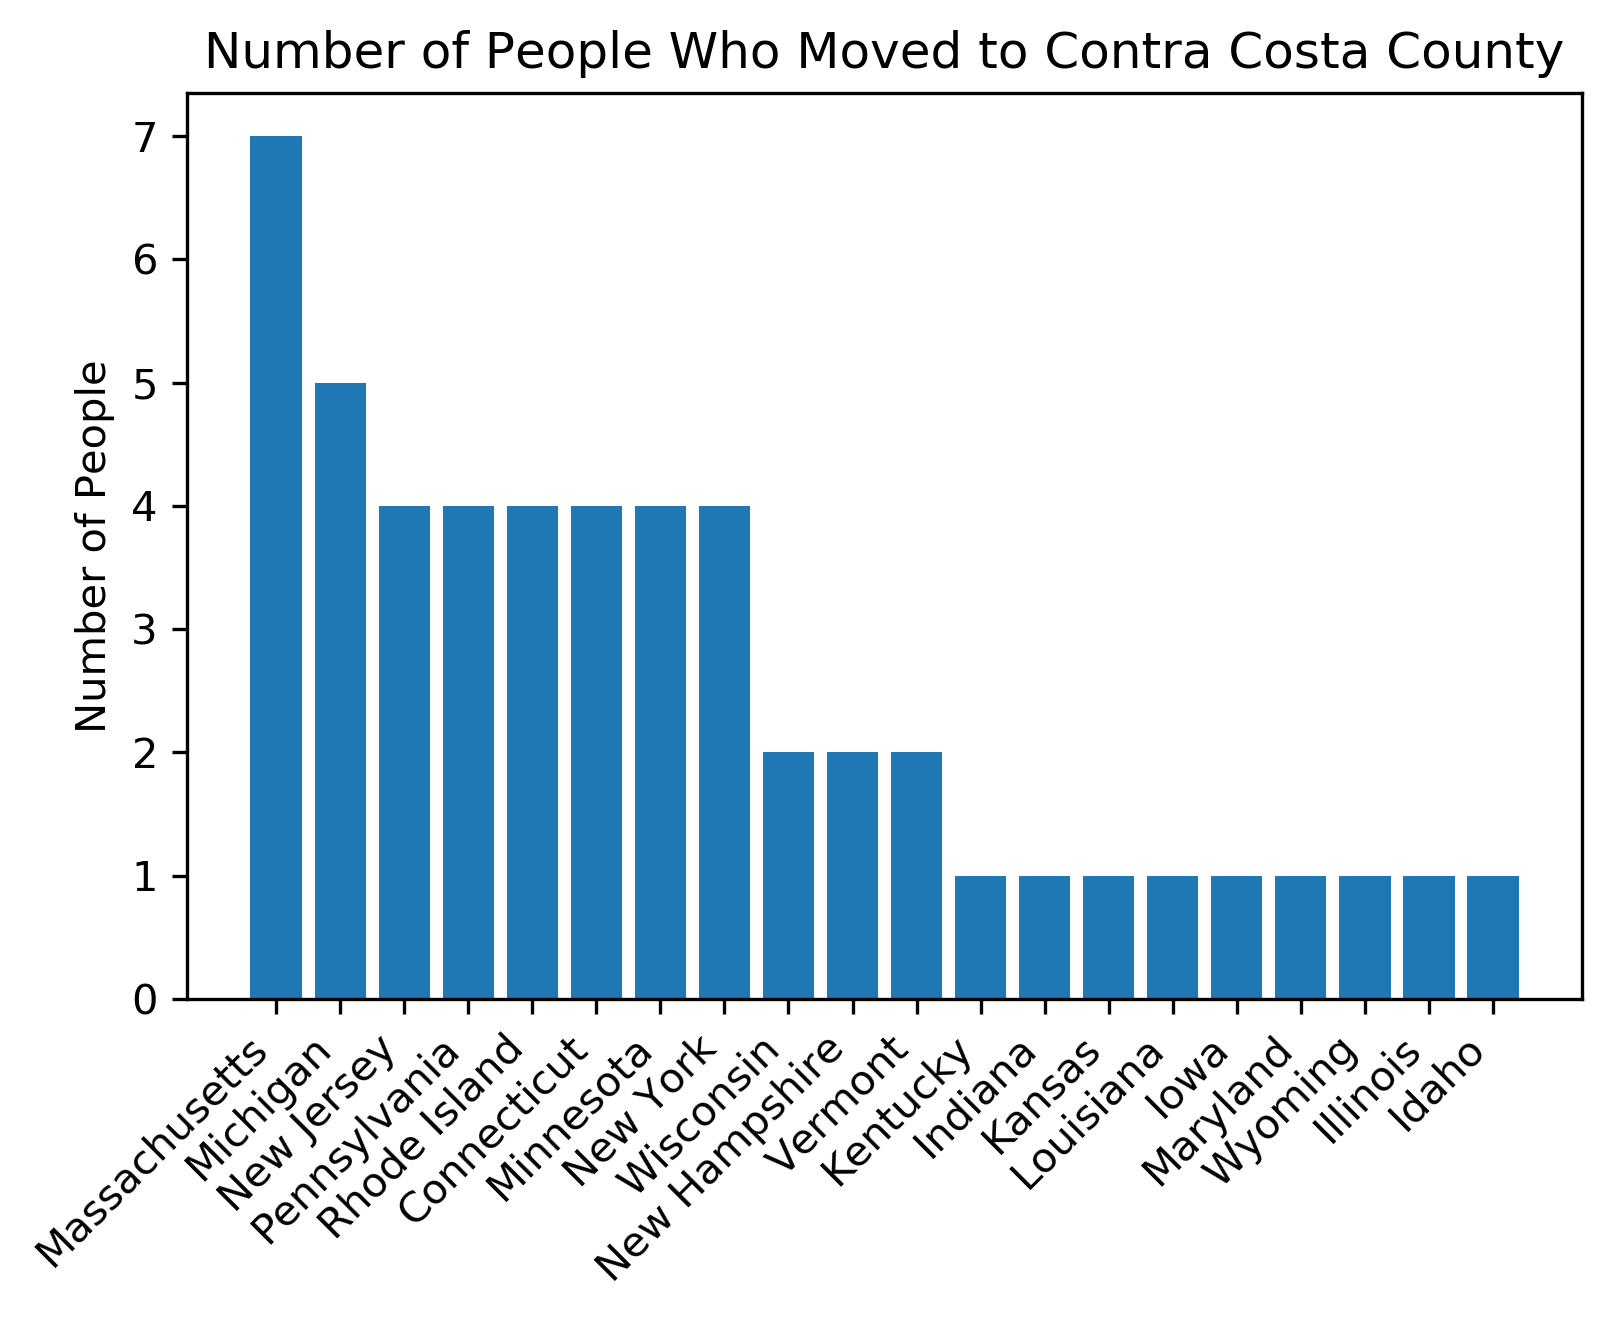 Number of People Who Moved to Contra Costa County
Number of People
7
6
5
4
3
2
1
0
Massachusetts
Michigan
New Jersey
Pennsylvania
Rhode Island
Connecticut
Minnesota
New York
Wisconsin
New Hampshire
Vermont
Kentucky
Indiana
Kansas
Louisiana
Iowa
Maryland
Wyoming
Illinois
Idaho